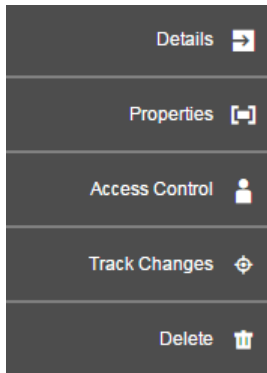 Details
Properties
Access Control
Track Changes
Delete